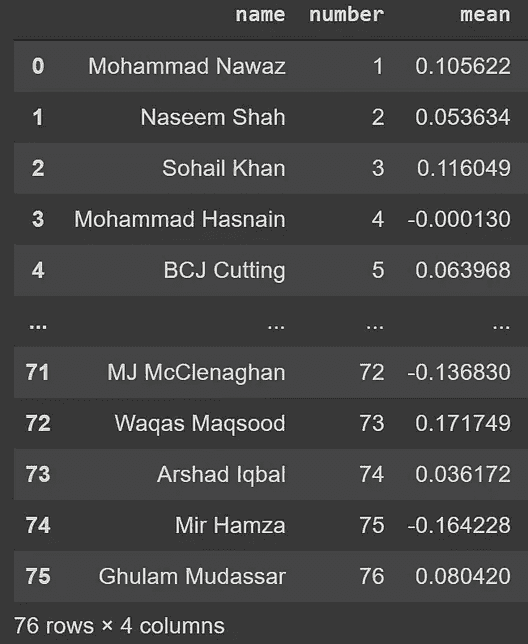 name number mean
0 Mohammad Nawaz 1 0.105622
1 Naseem Shah 2 0.053634
2 Sohail Khan 3 0.116049
3 Mohammad Hasnain 4 -0.000130
4 BCJ Cutting 5 0.063968
... ... ... ...
71 MJ McClenaghan 72 -0.136830
72 Waqas Maqsood 73 0.171749
73 Arshad Iqbal 74 0.036172
74 Mir Hamza 75 -0.164228
75 Ghulam Mudassar 76 0.080420
76 rows × 4 columns